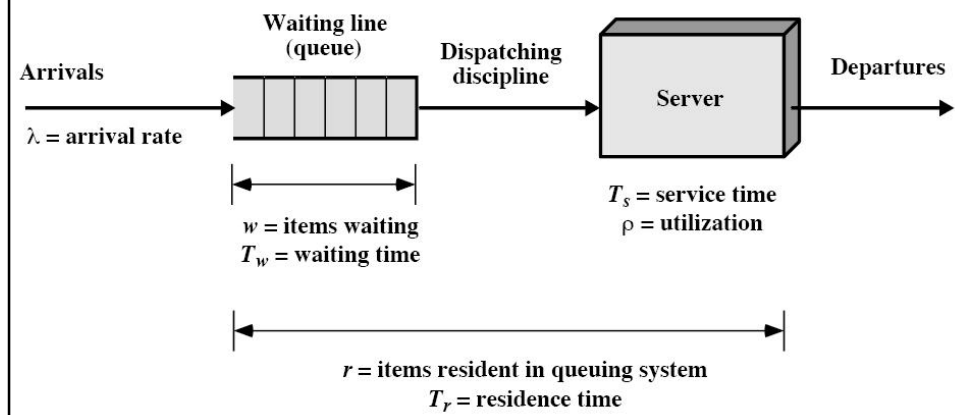 Waiting line
(queue)
Dispatching
discipline
Arrivals
Departures
Server
λ = arrival rate
w = items waiting
T_w = waiting time
T_s = service time
ρ = utilization
r = items resident in queuing system
T_r = residence time